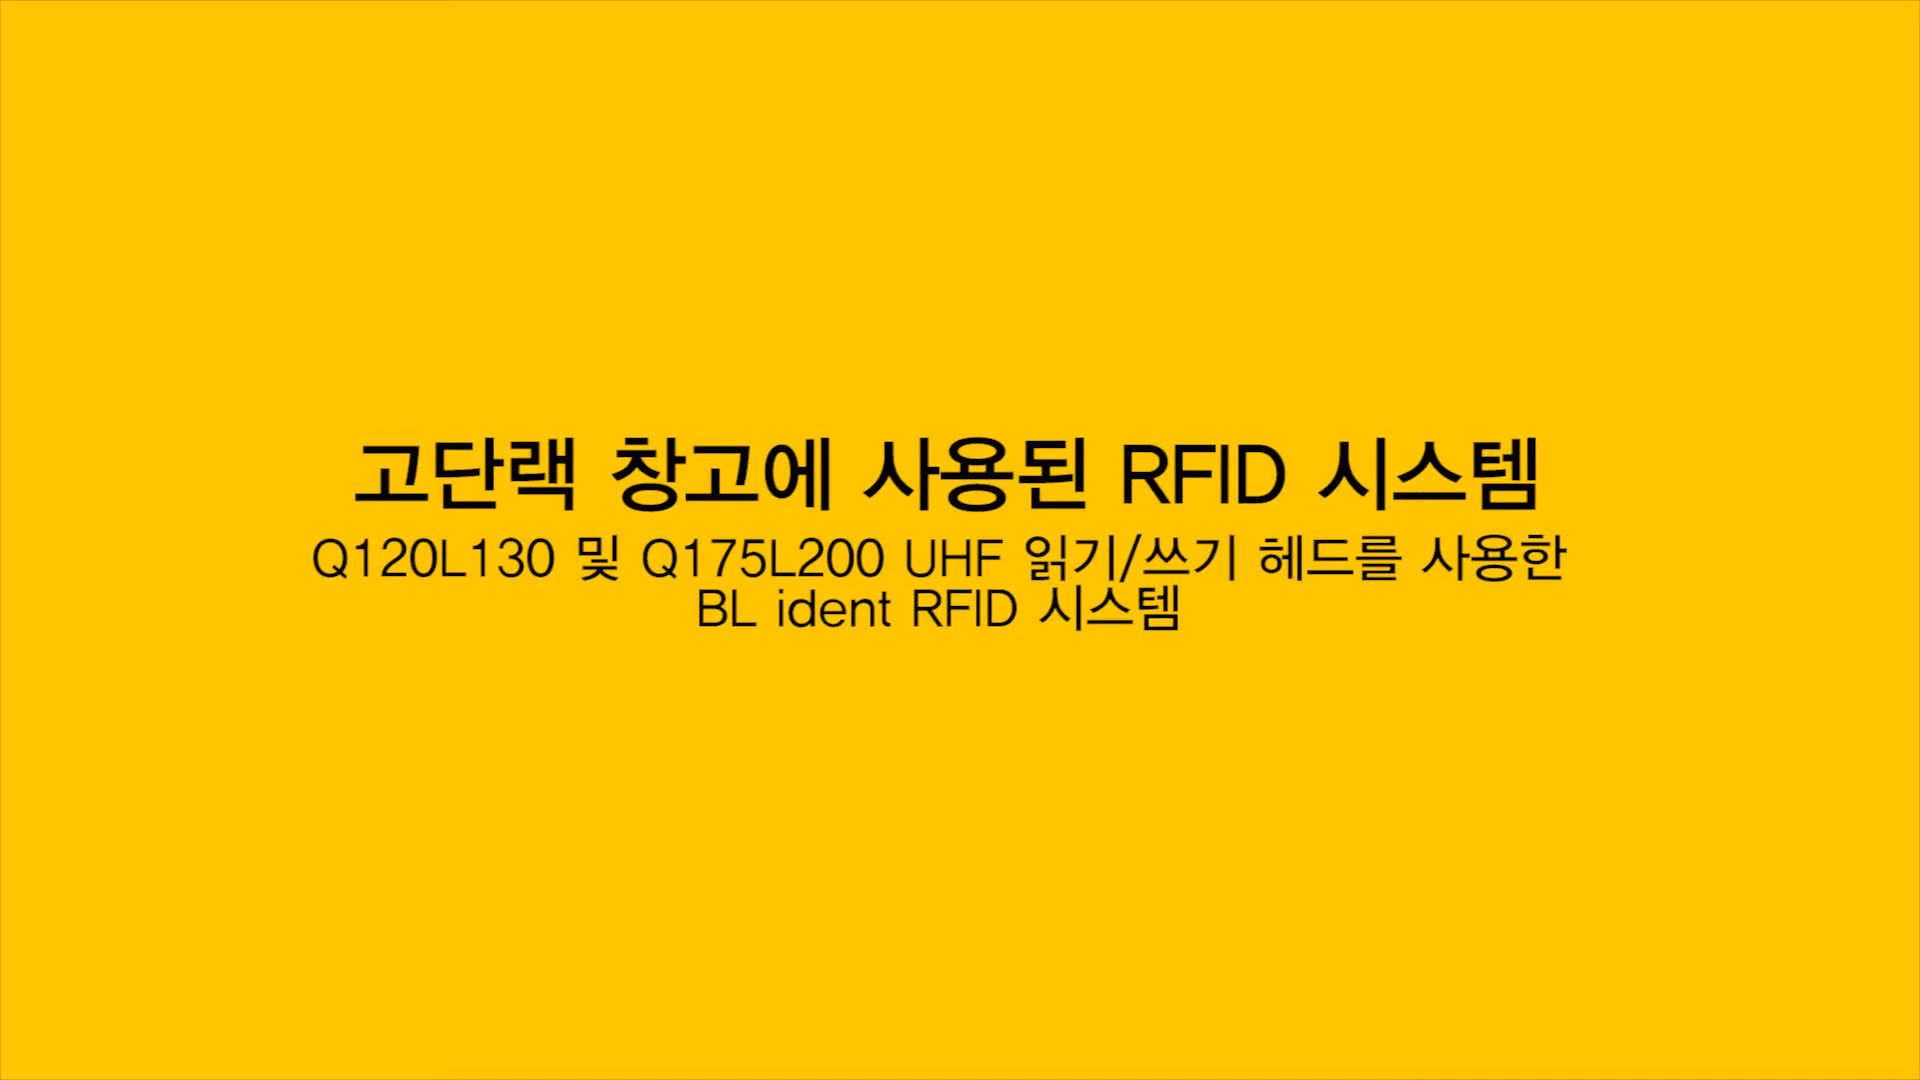 고단랙 창고에 사용된 RFID 시스템
Q120L130 및 Q175L200 UHF 읽기/쓰기 헤드를 사용한
BL ident RFID 시스템